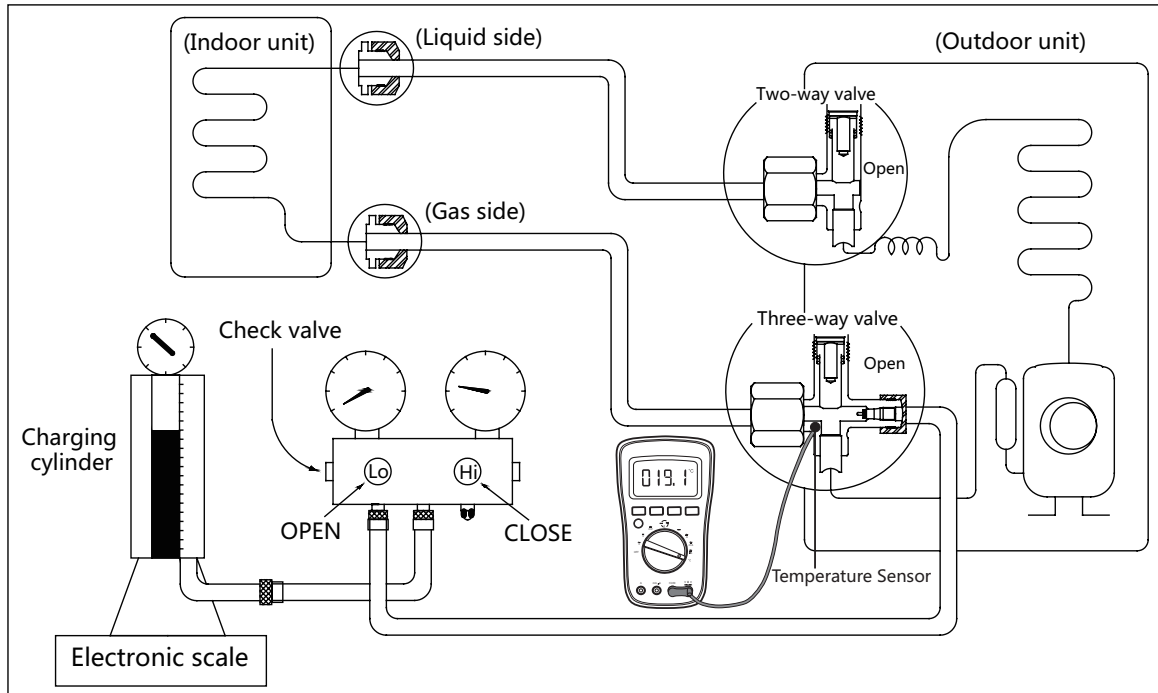 (Indoor unit)
(Liquid side)
(Outdoor unit)
Two-way valve
Open
(Gas side)
Three-way valve
Open
Check valve
Charging
cylinder
Lo
Hi
OPEN
CLOSE
019.1
°C
Temperature Sensor
Electronic scale